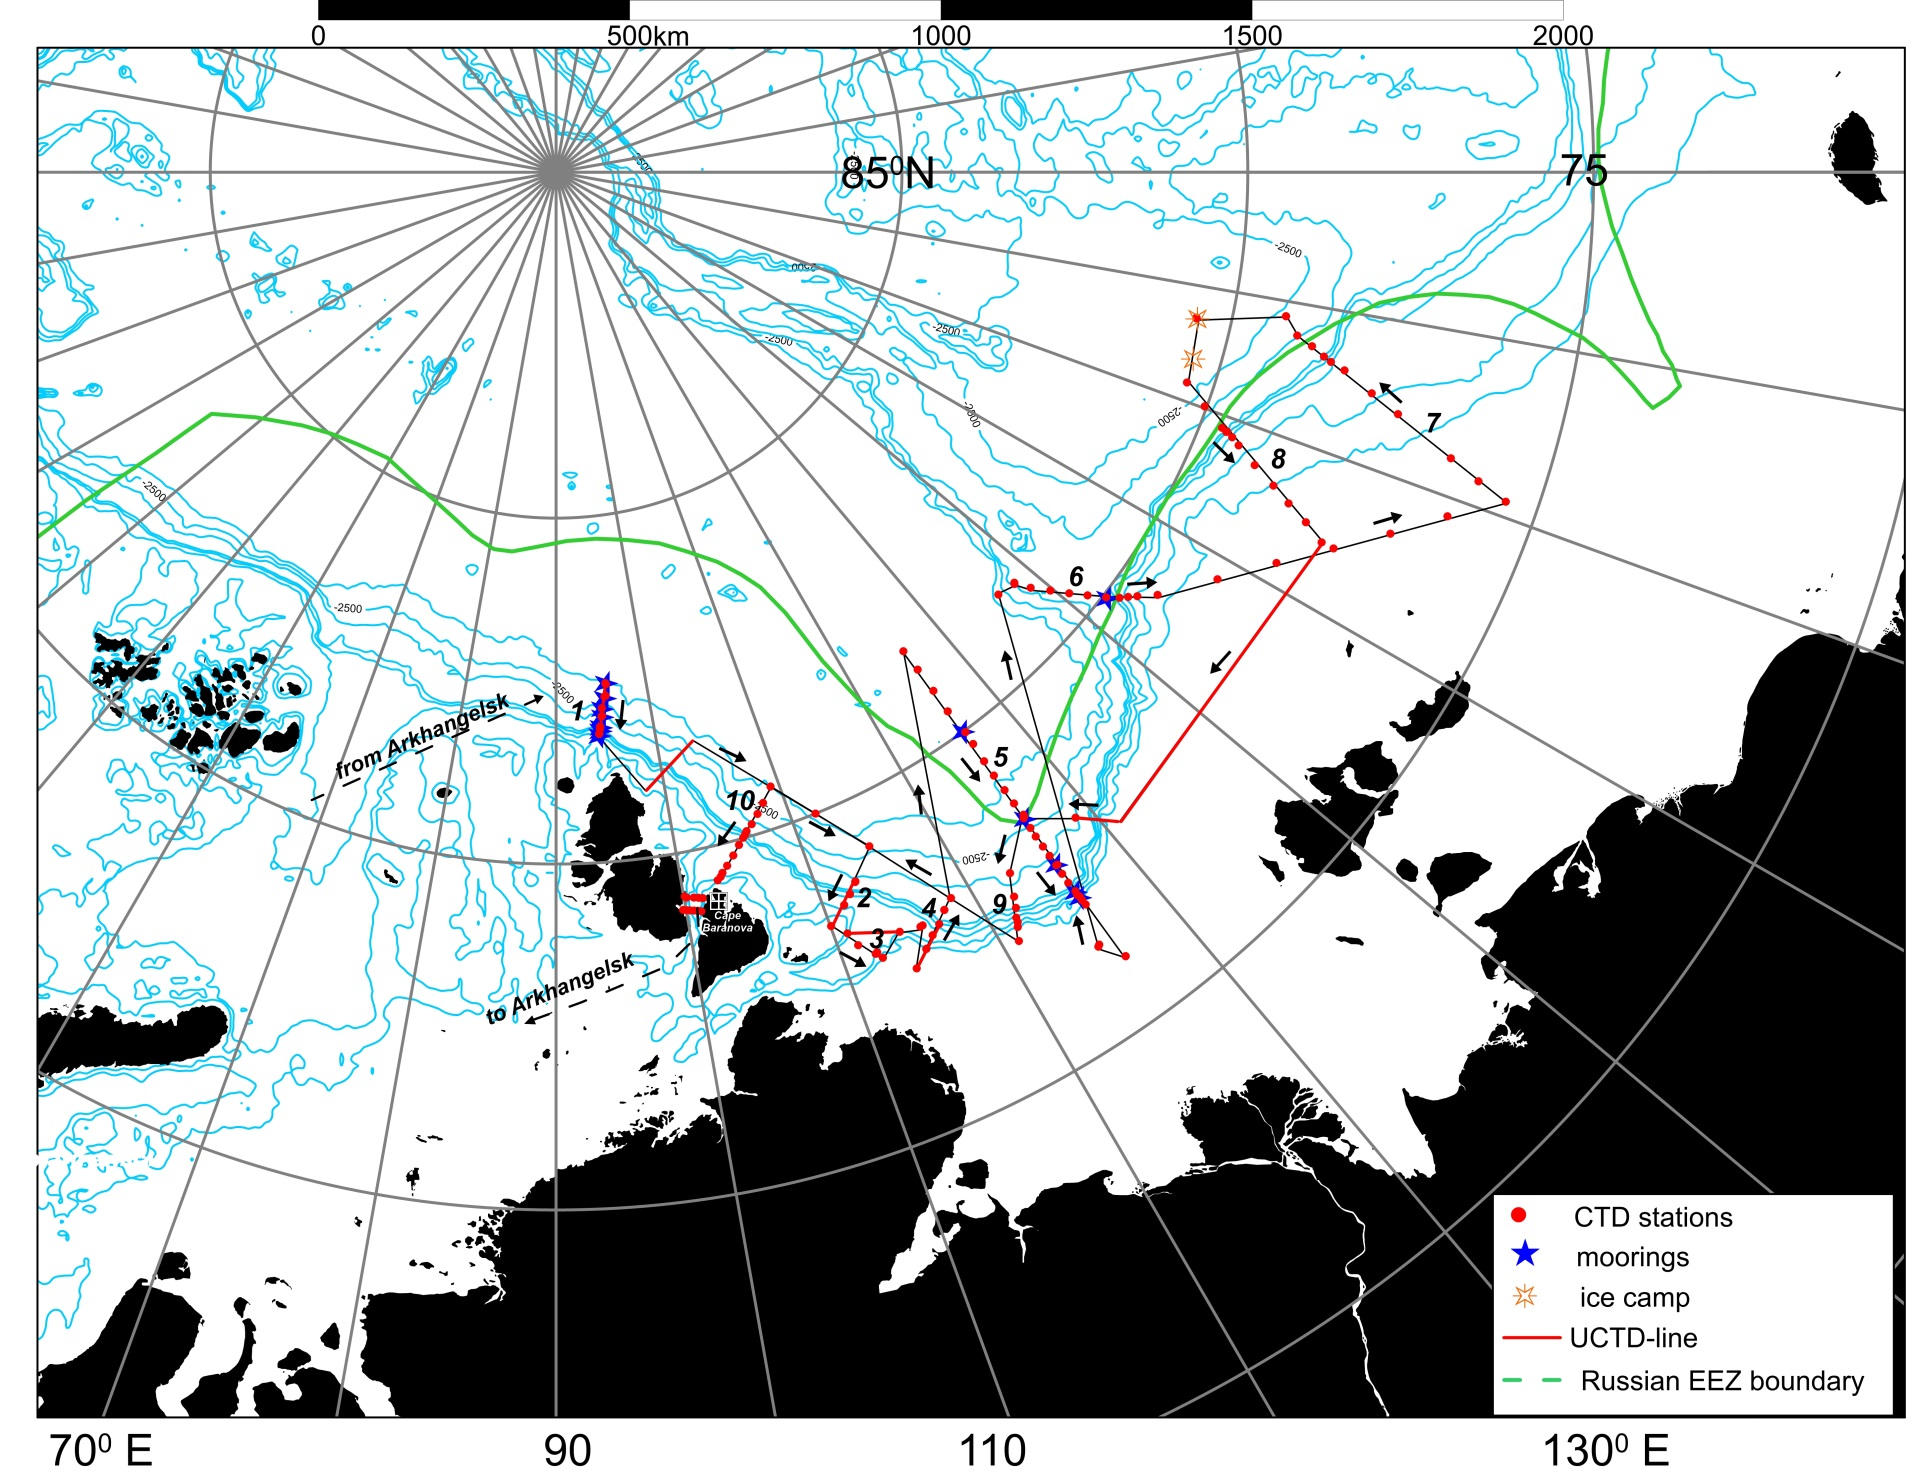 0 500km 1000 1500 2000
85⁰N 75
-2500
-2500
-2500
-2500
-2500
-2500
-2500
7
8
-2500
-2500
6
-2500
1
from Arkhangelsk
5
10
-2500
2
4
9
3
Cape
Baranova
to Arkhangelsk
CTD stations
moorings
ice camp
UCTD-line
Russian EEZ boundary
70⁰ E 90 110 130⁰ E